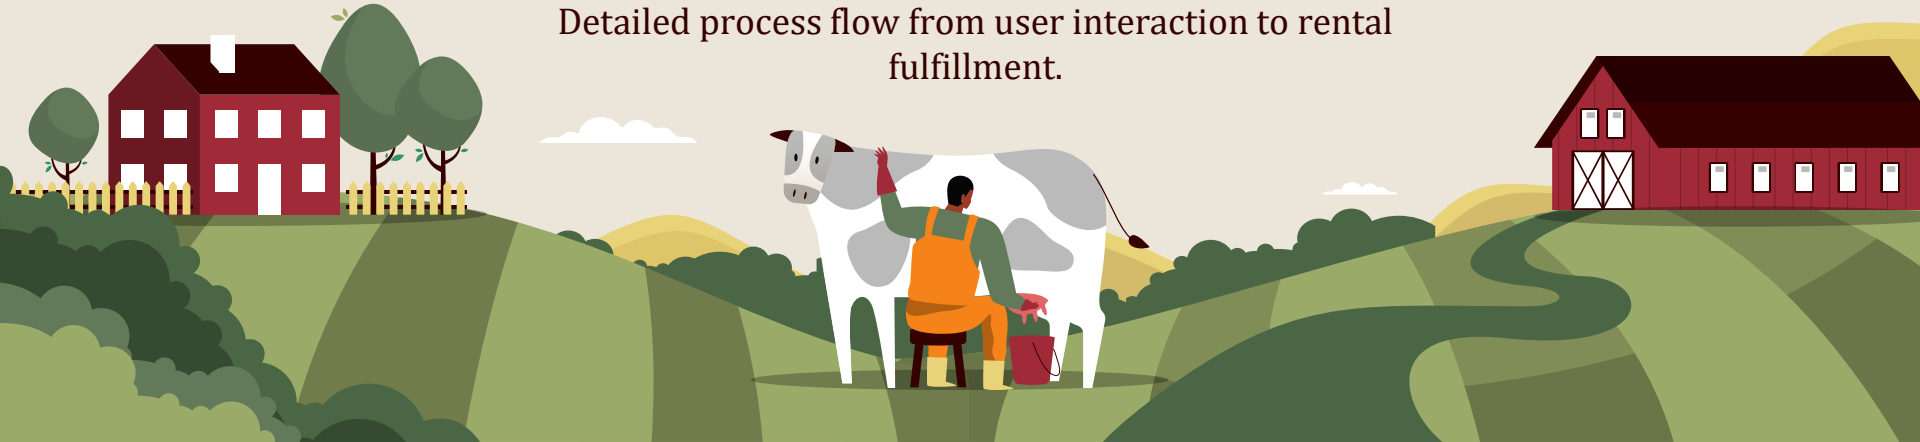 Detailed process flow from user interaction to rental
fulfillment.